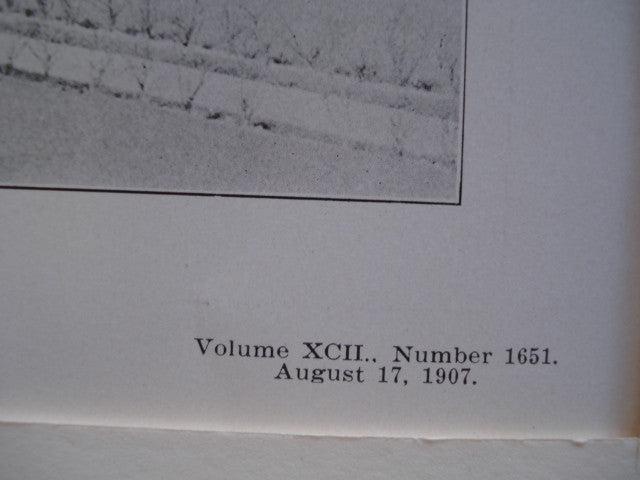 Volume XCII., Number 1651.
August 17, 1907.